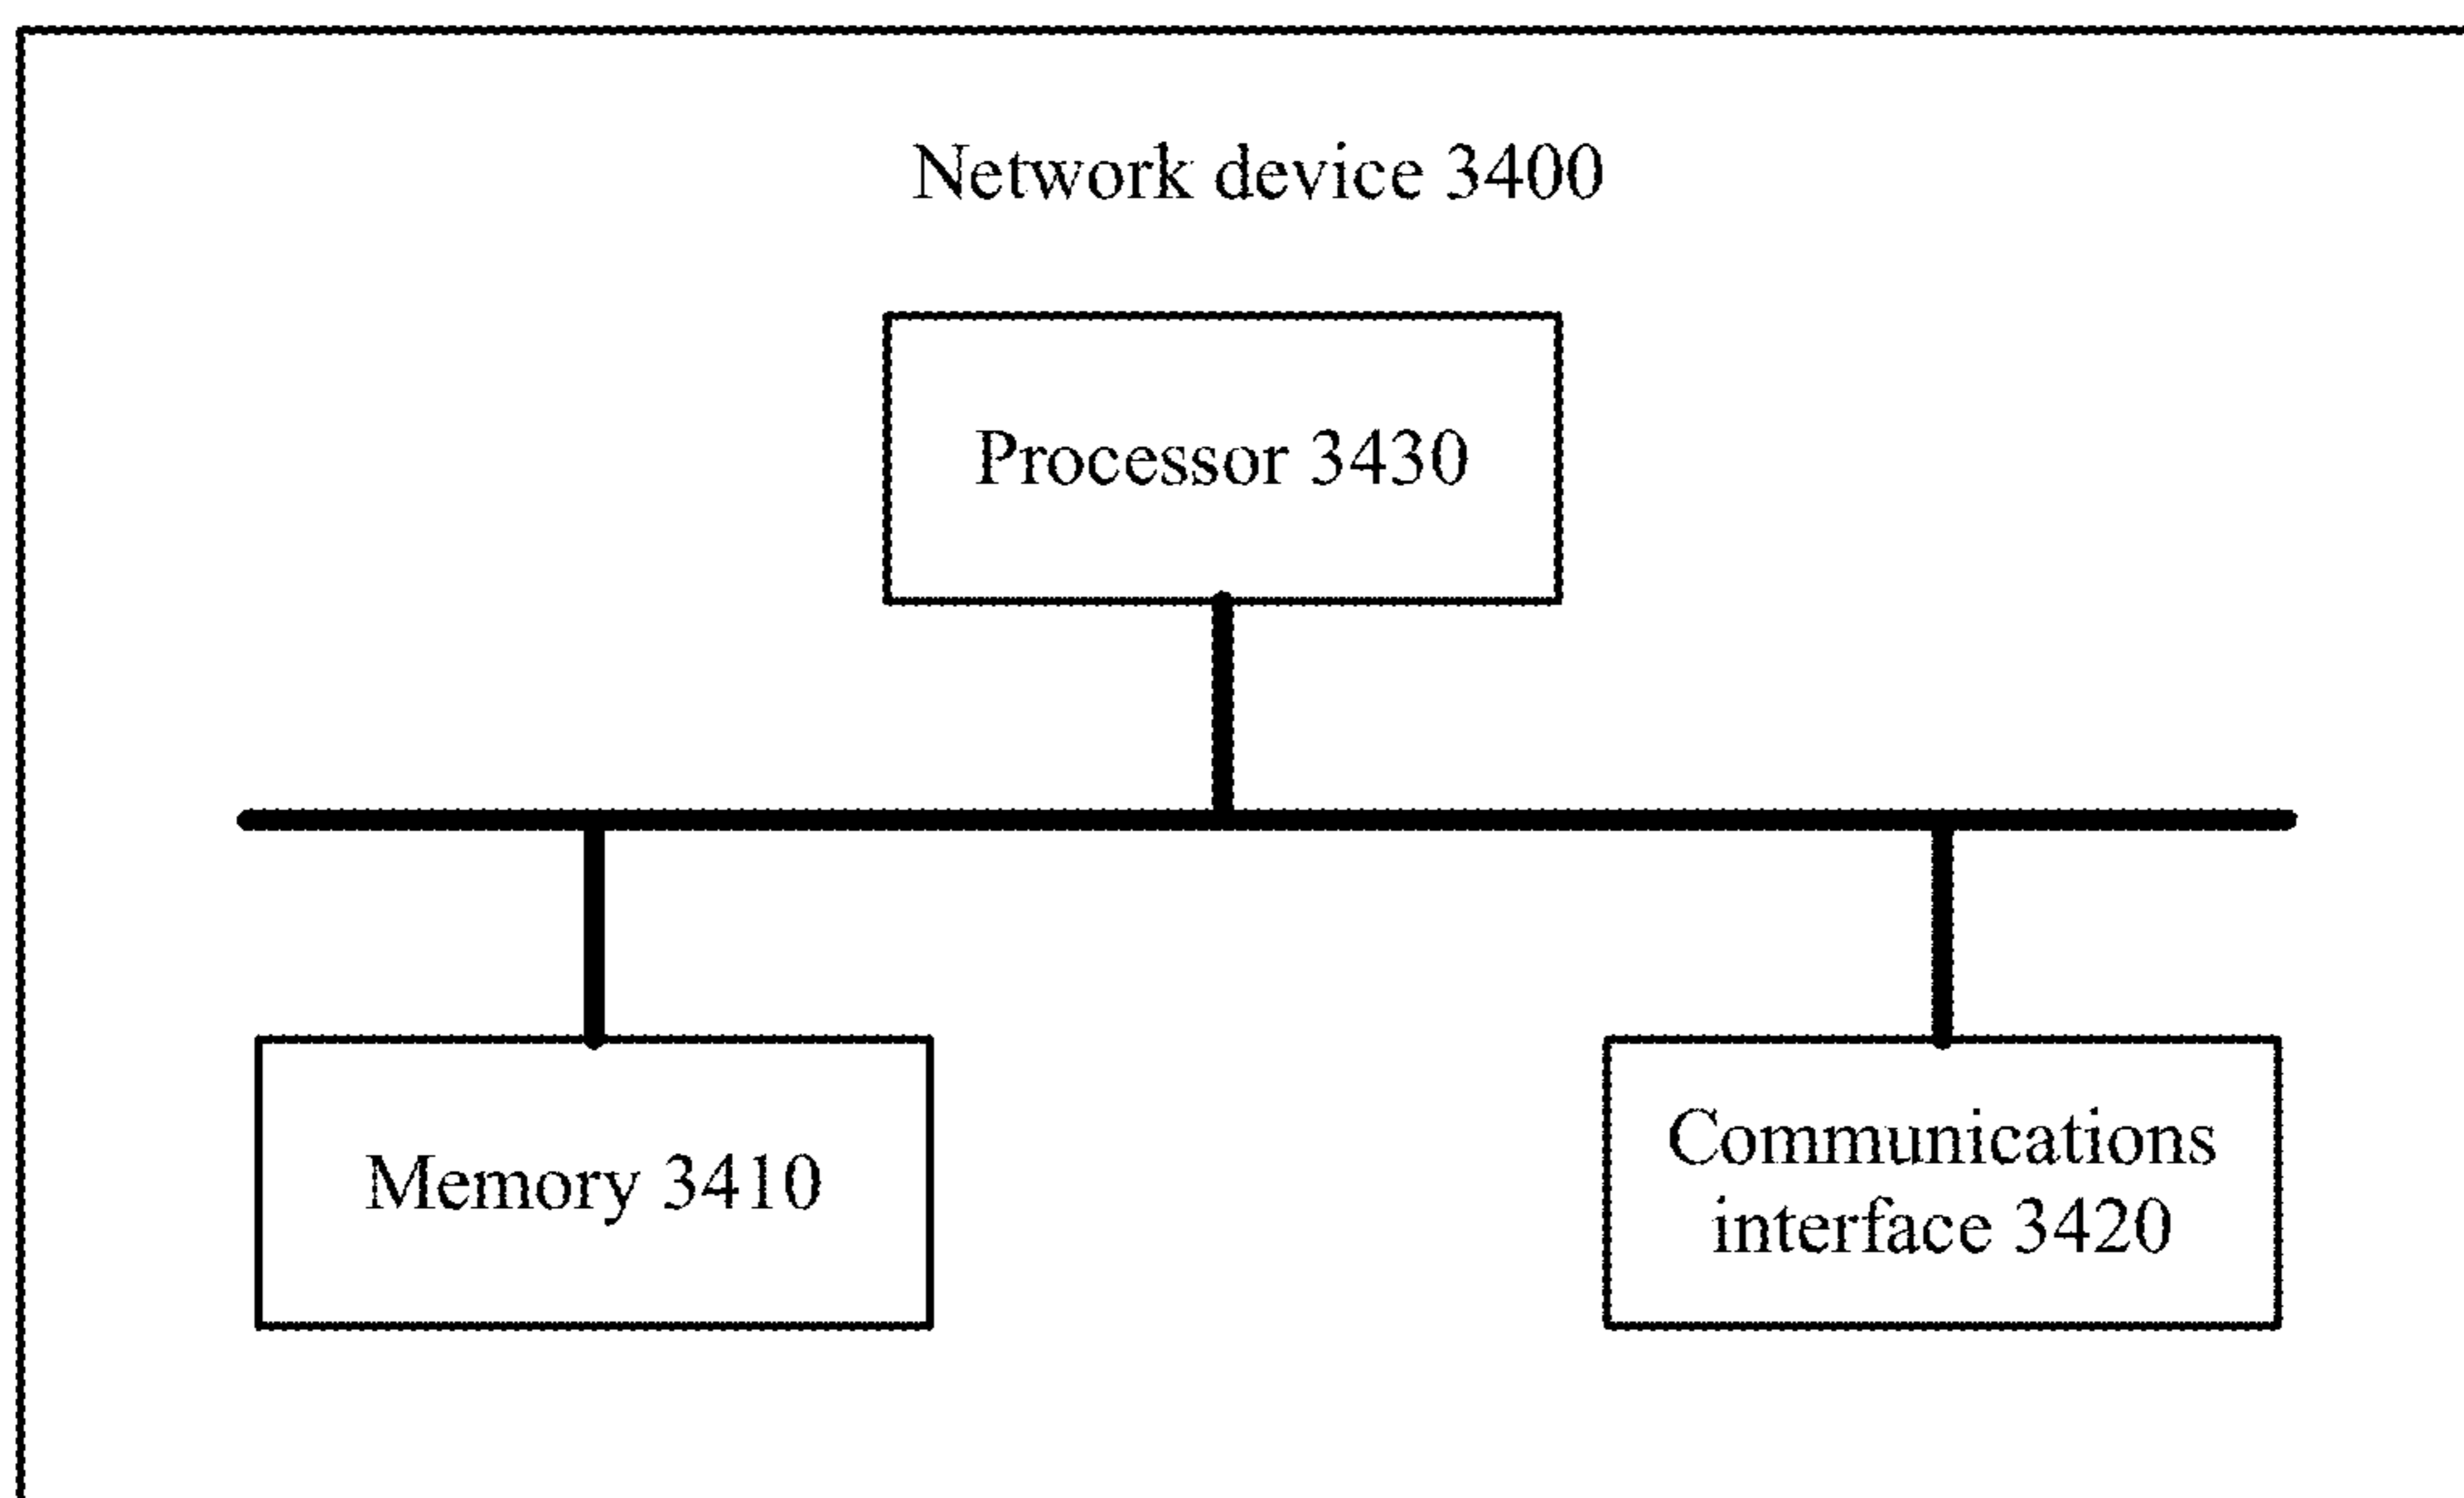 Network device 3400
Processor 3430
Memory 3410
Communications
interface 3420